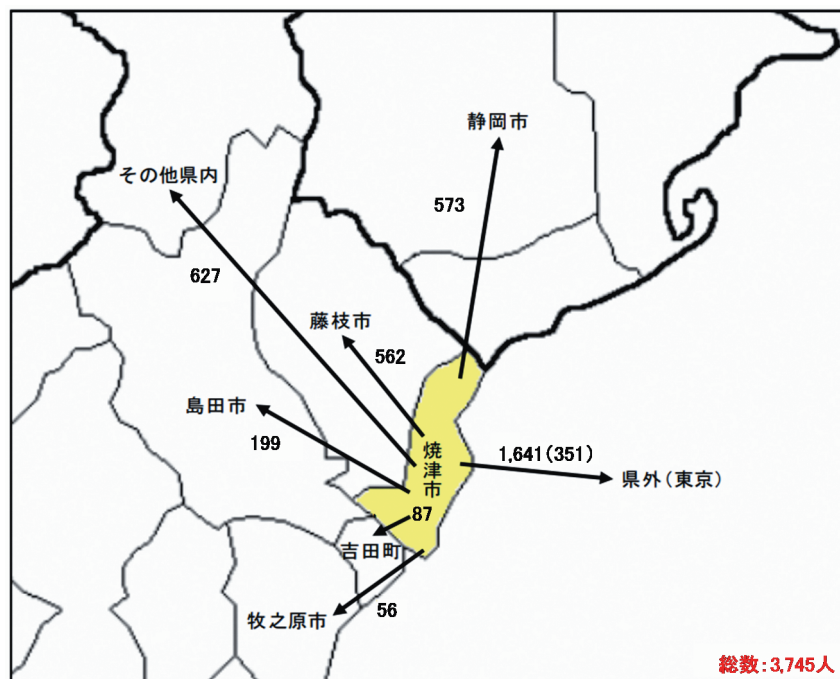 静岡市
573
その他県内
627
藤枝市
562
島田市
199
焼津市
1,641(351)
県外(東京)
87
吉田町
56
牧之原市
総数:3,745人